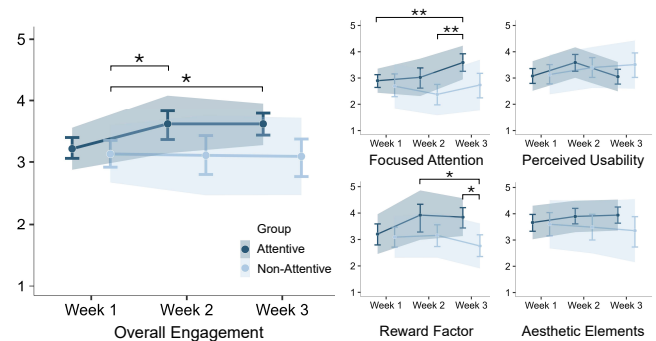 5
4
3
2
1
*
*
Group
Attentive
Non-Attentive
Week 1 Week 2 Week 3
Overall Engagement
5
4
3
2
1
**
**
Week 1 Week 2 Week 3
Focused Attention
5
4
3
2
1
Week 1 Week 2 Week 3
Perceived Usability
5
4
3
2
1
*
*
Week 1 Week 2 Week 3
Reward Factor
5
4
3
2
1
Week 1 Week 2 Week 3
Aesthetic Elements